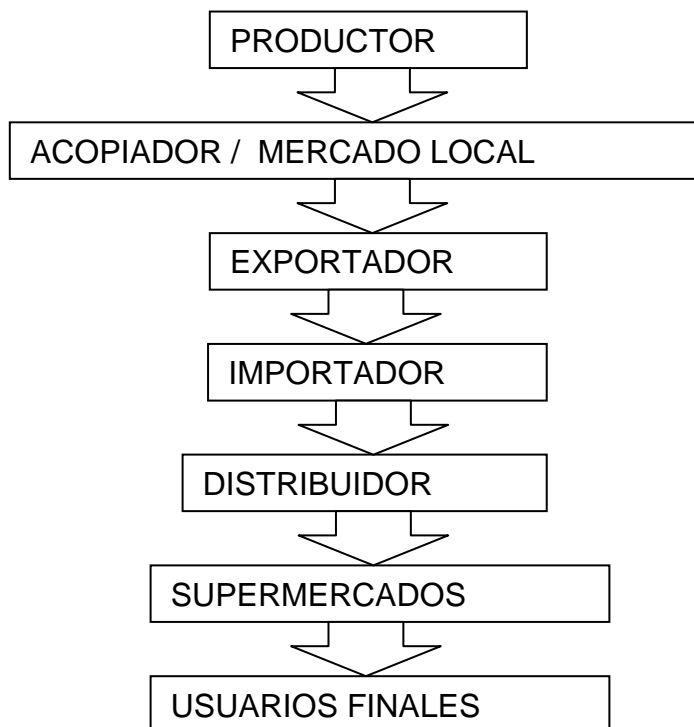 PRODUCTOR
ACOPIADOR / MERCADO LOCAL
EXPORTADOR
IMPORTADOR
DISTRIBUIDOR
SUPERMERCADOS
USUARIOS FINALES